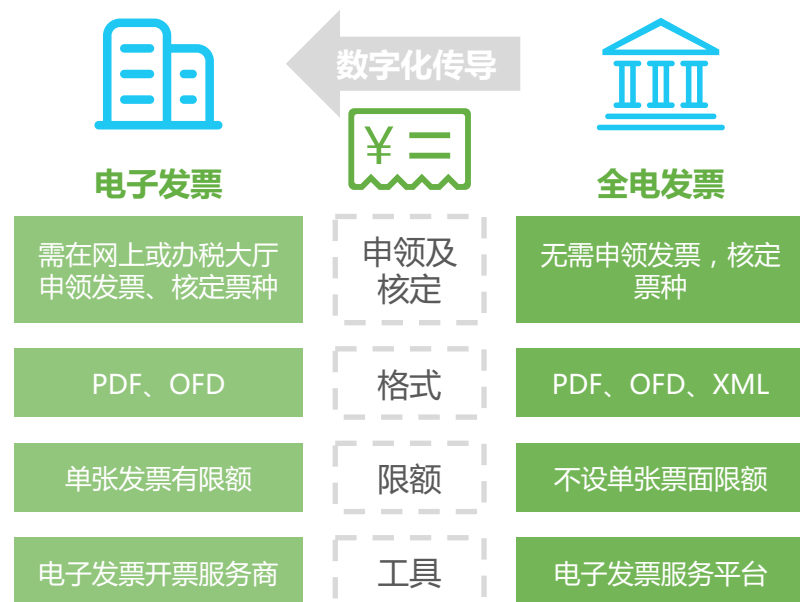 数字化传导
¥
电子发票
全电发票
需在网上或办税大厅
申领发票、核定票种
申领及
核定
无需申领发票，核定
票种
PDF、OFD
格式
PDF、OFD、XML
单张发票有限额
限额
不设单张票面限额
电子发票开票服务商
工具
电子发票服务平台